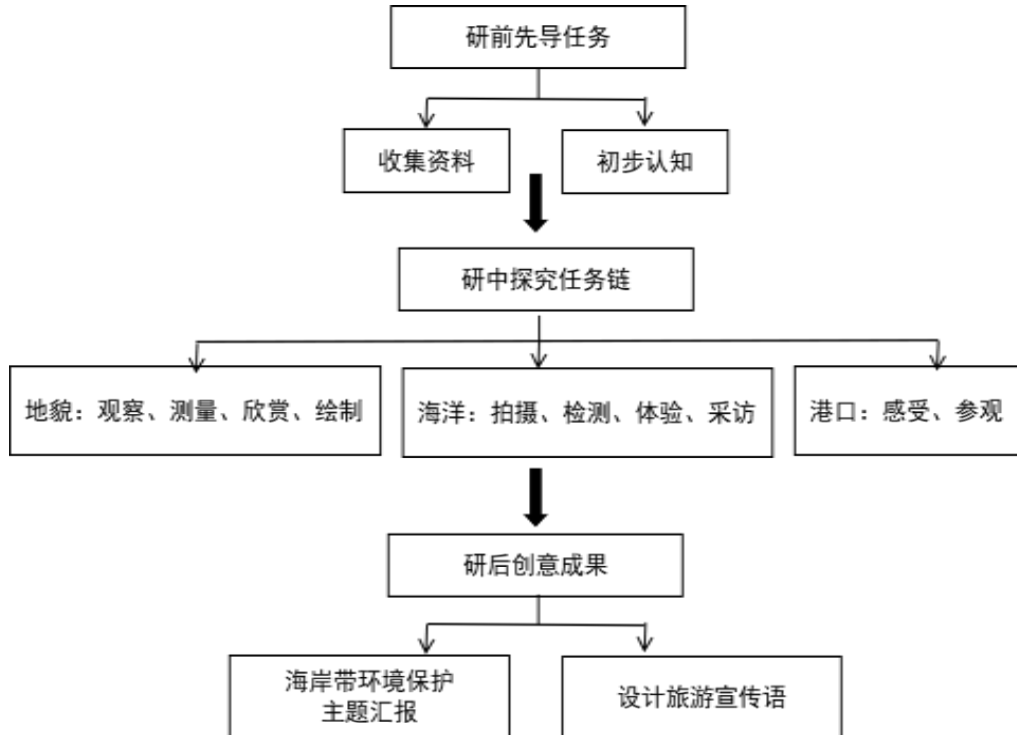 研前先导任务
收集资料
初步认知
研中探究任务链
地貌：观察、测量、欣赏、绘制
海洋：拍摄、检测、体验、采访
港口：感受、参观
研后创意成果
海岸带环境保护
主题汇报
设计旅游宣传语